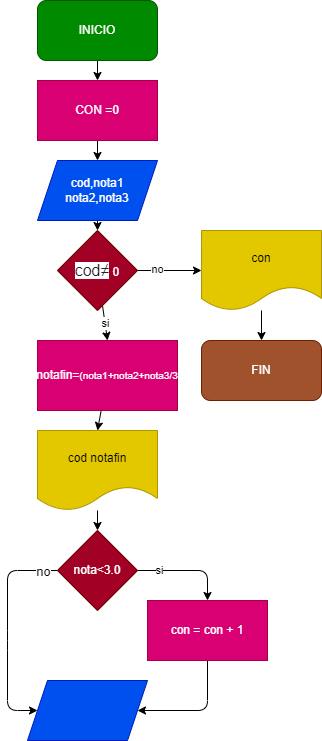 INICIO
CON =0
cod,nota1
nota2,nota3
cod≠ 0
no
con
si
FIN
notafin=(nota1+nota2+nota3/3
cod notafin
no
nota<3.0
si
con = con + 1